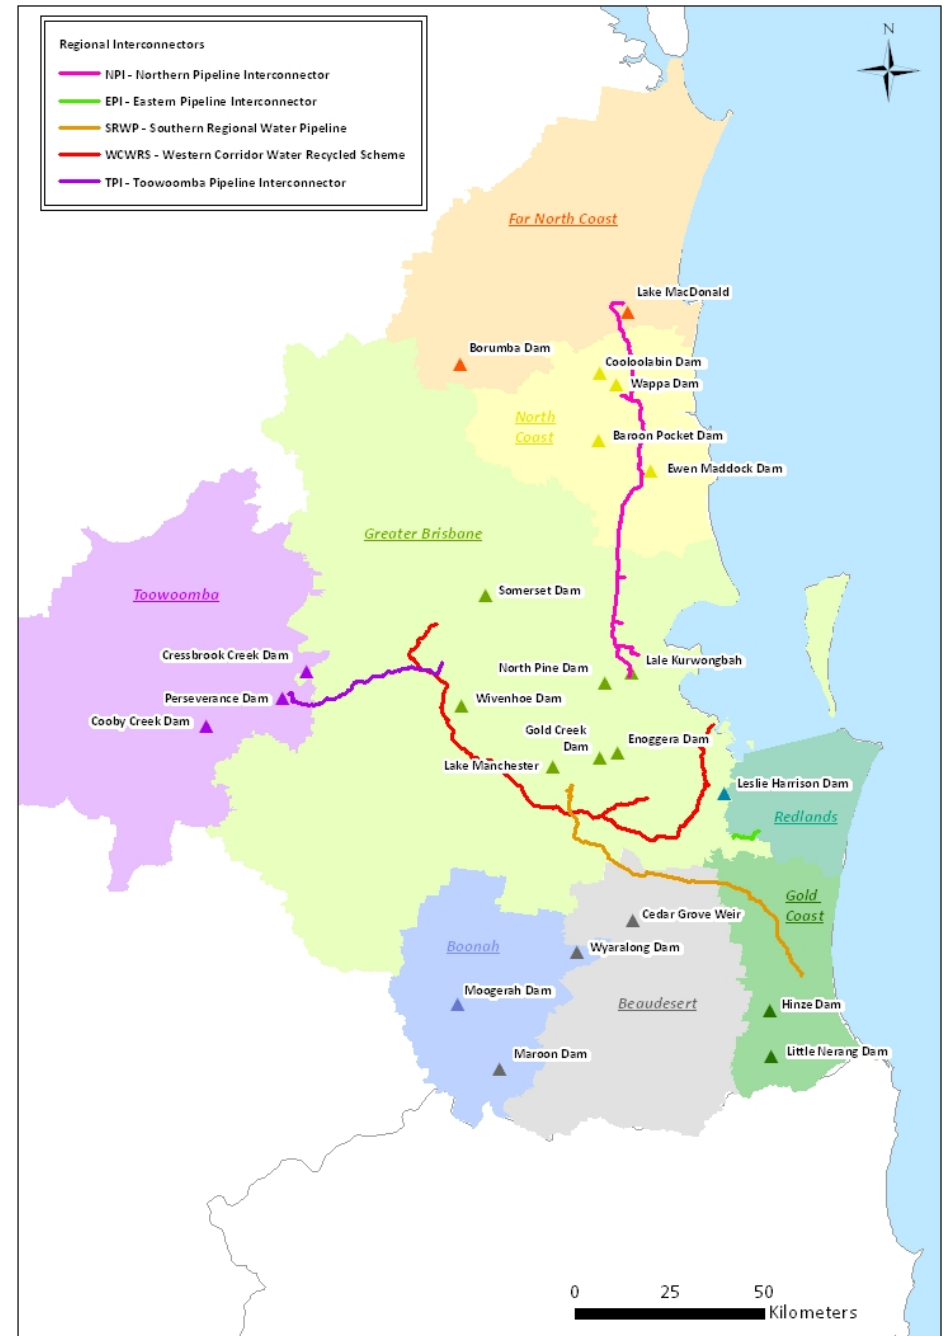 Regional Interconnectors
NPI - Northern Pipeline Interconnector
EPI - Eastern Pipeline Interconnector
SRWP - Southern Regional Water Pipeline
WCWRS - Western Corridor Water Recycled Scheme
TPI - Toowoomba Pipeline Interconnector
N
Far North Coast
Lake MacDonald
Borumba Dam
Cooloolabin Dam
Wappa Dam
North
Coast
Baroon Pocket Dam
Ewen Maddock Dam
Greater Brisbane
Toowoomba
Somerset Dam
Cressbrook Creek Dam
Lale Kurwongbah
North Pine Dam
Perseverance Dam
Wivenhoe Dam
Cooby Creek Dam
Gold Creek
Dam
Enoggera Dam
Lake Manchester
Leslie Harrison Dam
Redlands
Gold
Coast
Cedar Grove Weir
Boonah
Wyaralong Dam
Moogerah Dam
Beaudesert
Hinze Dam
Maroon Dam
Little Nerang Dam
0 25 50
Kilometers